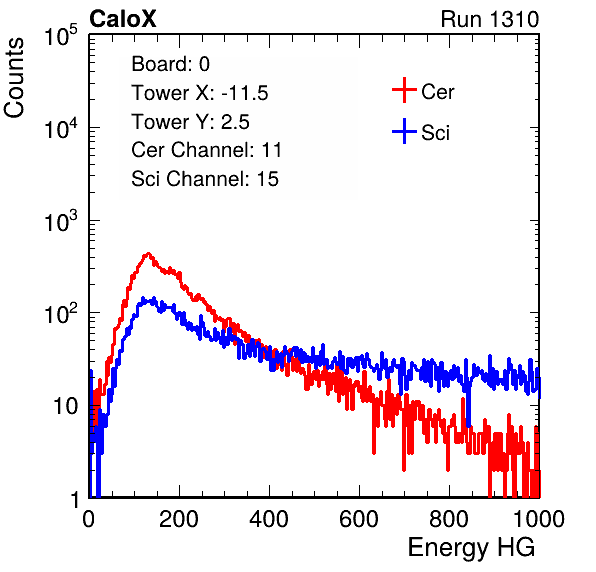 CaloX Run 1310
Counts
10^5
10^4
10^3
10^2
10
1
Board: 0
Tower X: -11.5
Tower Y: 2.5
Cer Channel: 11
Sci Channel: 15
Cer
Sci
0 200 400 600 800 1000
Energy HG